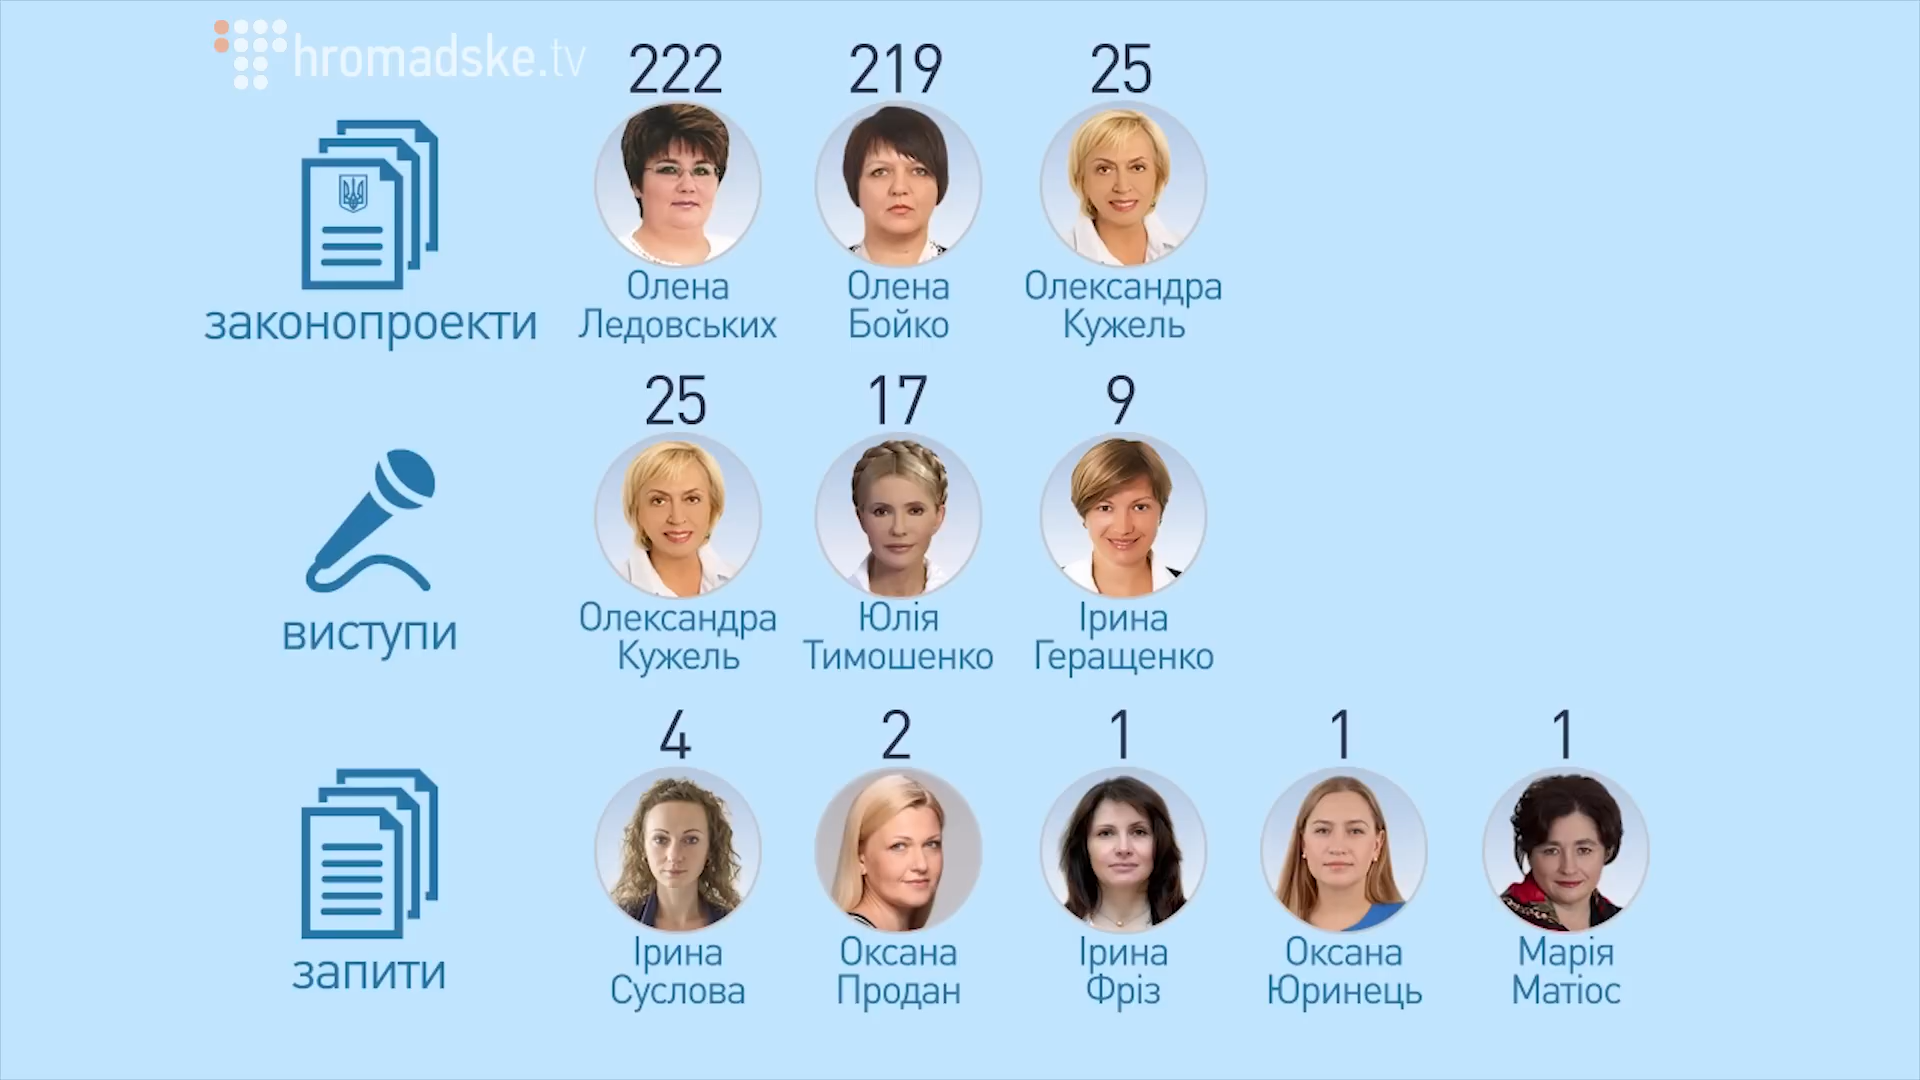 hromadske.tv
222 219 25
Олена Олена Олександра
Ледовських Бойко Кужель
законопроекти
25 17 9
Олександра Юлія Ірина
Кужель Тимошенко Геращенко
виступи
4 2 1 1 1
Ірина Оксана Ірина Оксана Марія
Суслова Продан Фріз Юринець Матіос
запити